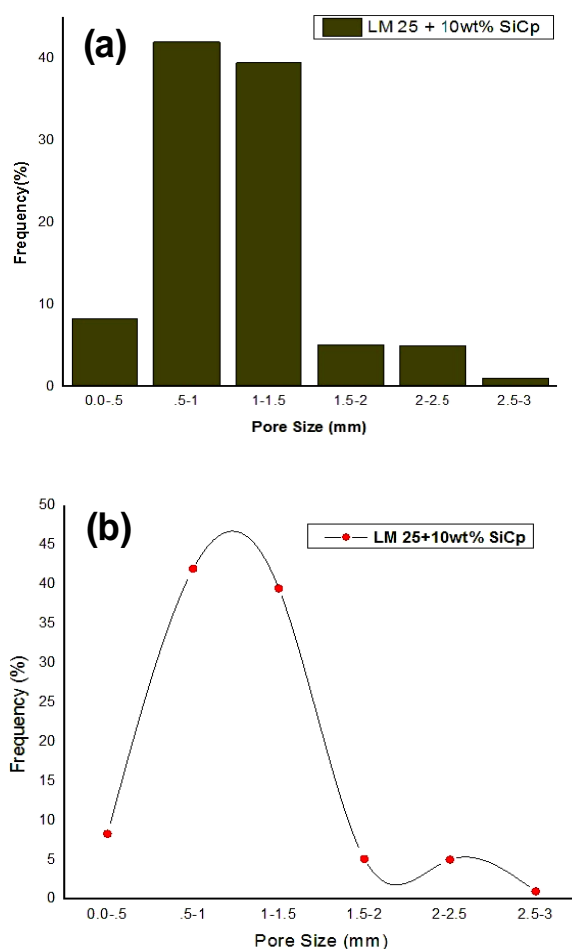 (a)
LM 25 + 10wt% SiCp
Frequency(%)
40
30
20
10
0
0.0-.5 .5-1 1-1.5 1.5-2 2-2.5 2.5-3
Pore Size (mm)
(b)
LM 25+10wt% SiCp
Frequency (%)
50
45
40
35
30
25
20
15
10
5
0
0.0-.5 .5-1 1-1.5 1.5-2 2-2.5 2.5-3
Pore Size (mm)